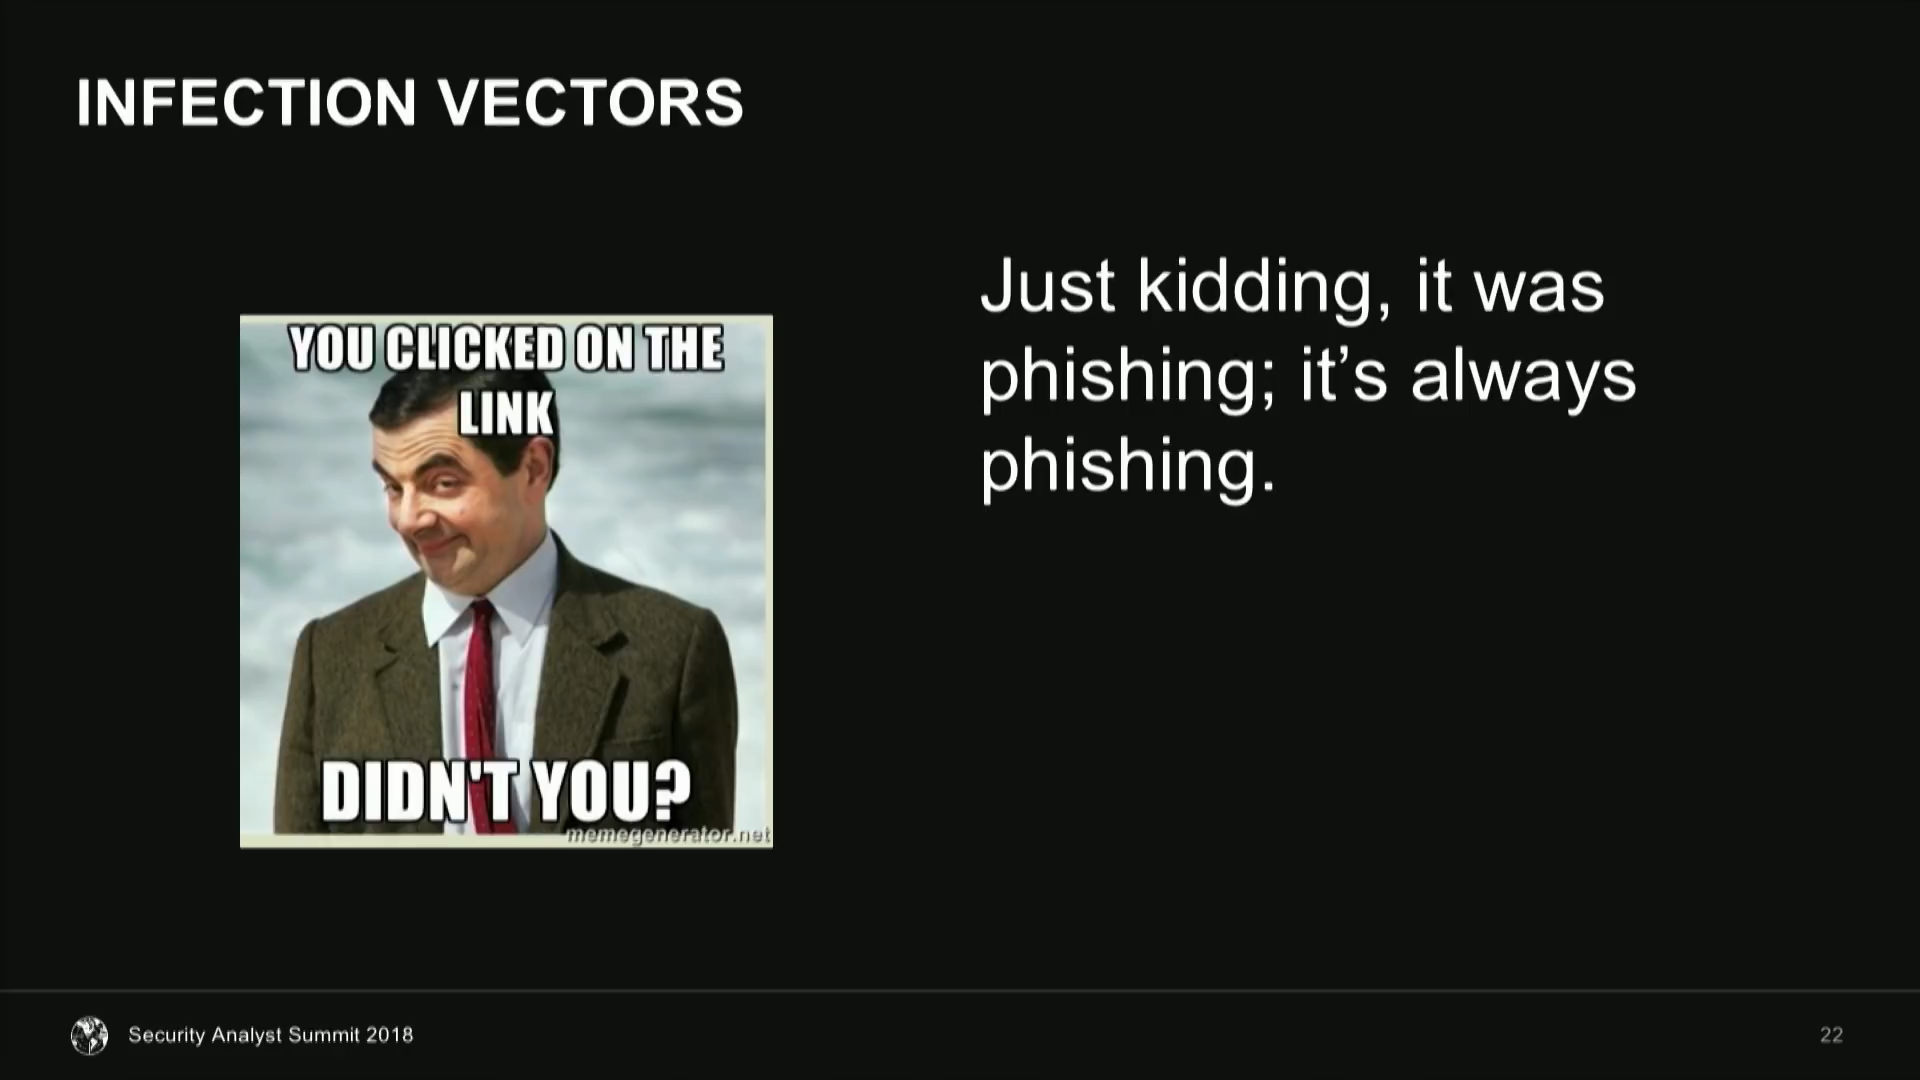 INFECTION VECTORS
YOU CLICKED ON THE
LINK
DIDN'T YOU?
memegenerator.net
Just kidding, it was
phishing; it’s always
phishing.
Security Analyst Summit 2018
22